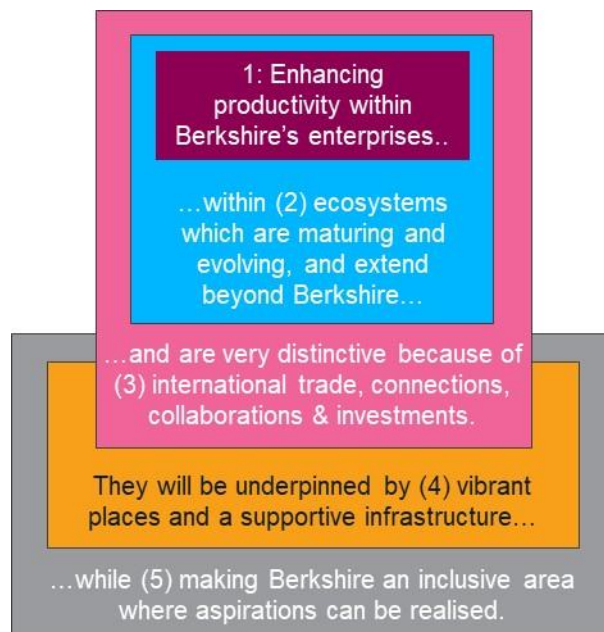 1: Enhancing
productivity within
Berkshire's enterprises..
…within (2) ecosystems
which are maturing and
evolving, and extend
beyond Berkshire…
…and are very distinctive because of
(3) international trade, connections,
collaborations & investments.
They will be underpinned by (4) vibrant
places and a supportive infrastructure…
…while (5) making Berkshire an inclusive area
where aspirations can be realised.